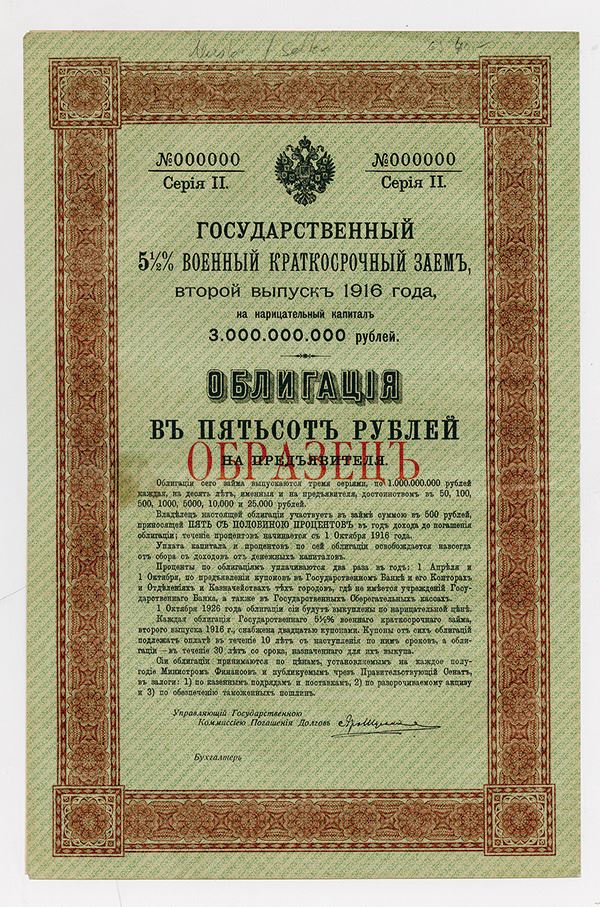 №000000
Серія II.
№000000
Серія II.
ГОСУДАРСТВЕННЫЙ
5½% ВОЕННЫЙ КРАТКОСРОЧНЫЙ ЗАЕМЪ,
второй выпускъ 1916 года,
на нарицательный капиталъ
3.000.000.000 рублей.
ОБЛИГАЦІЯ
ВЪ ПЯТЬСОТЪ РУБЛЕЙ
ОБРАЗЕЦЪ
НА ПРЕДЪЯВИТЕЛЯ.
Облигаціи сего займа выпускаются тремя серіями, по 1.000.000.000 рублей
каждая, на десять лѣтъ, именныя и на предъявителя, достоинствомъ въ 50, 100,
500, 1000, 5000, 10.000 и 25.000 рублей.
Владѣлецъ настоящей облигаціи участвуетъ въ займѣ суммою въ 500 рублей,
приносящей ПЯТЬ СЪ ПОЛОВИНОЮ ПРОЦЕНТОВЪ въ годъ дохода до погашенія
облигаціи; теченіе процентовъ начинается съ 1 Октября 1916 года.
Уплата капитала и процентовъ по сей облигаціи освобождается навсегда
отъ сбора съ доходовъ отъ денежныхъ капиталовъ.
Проценты по облигаціямъ уплачиваются два раза въ годъ: 1 Апрѣля и
1 Октября, по предъявленіи купоновъ въ Государственномъ Банкѣ и его Конторахъ
и Отдѣленіяхъ и Казначействахъ тѣхъ городовъ, гдѣ не имѣется учрежденій Госу-
дарственнаго Банка, а также въ Государственныхъ Сберегательныхъ кассахъ.
1 Октября 1926 года облигаціи сіи будутъ выкуплены по нарицательной цѣнѣ.
Каждая облигація Государственнаго 5½% военнаго краткосрочнаго займа,
второго выпуска 1916 г., снабжена двадцатью купонами. Купоны отъ сихъ облигацій
подлежатъ оплатѣ въ теченіе 10 лѣтъ съ наступленія по нимъ сроковъ, а обли-
гаціи — въ теченіе 30 лѣтъ со срока, назначеннаго для ихъ выкупа.
Сіи облигаціи принимаются по цѣнамъ, установляемымъ на каждое полу-
годіе Министромъ Финансовъ и публикуемымъ чрезъ Правительствующій Сенатъ,
въ залоги: 1) по казеннымъ подрядамъ и поставкамъ, 2) по разсрочиваемому акцизу
и 3) по обезпеченію таможенныхъ пошлинъ.
Управляющій Государственною
Коммиссіею Погашенія Долговъ
Бухгалтеръ